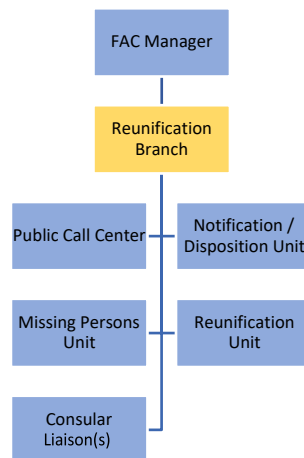 FAC Manager
Reunification
Branch
Public Call Center
Notification /
Disposition Unit
Missing Persons
Unit
Reunification
Unit
Consular
Liaison(s)